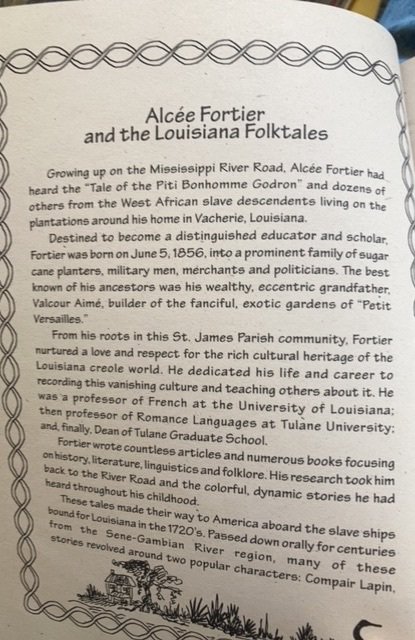 Alcée Fortier
and the Louisiana Folktales
Growing up on the Mississippi River Road, Alcée Fortier had
heard the "Tale of the Piti Bonhomme Godron" and dozens of
others from the West African slave descendents living on the
plantations around his home in Vacherie, Louisiana.
Destined to become a distinguished educator and scholar,
Fortier was born on June 5, 1856, into a prominent family of sugar
cane planters, military men, merchants and politicians. The best
known of his ancestors was his wealthy, eccentric grandfather,
Valcour Aimé, builder of the fanciful, exotic gardens of "Petit
Versailles."
From his roots in this St. James Parish community, Fortier
nurtured a love and respect for the rich cultural heritage of the
Louisiana creole world. He dedicated his life and career to
recording this vanishing culture and teaching others about it. He
was a professor of French at the University of Louisiana;
then professor of Romance Languages at Tulane University;
and, finally, Dean of Tulane Graduate School.
Fortier wrote countless articles and numerous books focusing
on history, literature, linguistics and folklore. His research took him
back to the River Road and the colorful, dynamic stories he had
heard throughout his childhood.
These tales made their way to America aboard the slave ships
bound for Louisiana in the 1720's. Passed down orally for centuries
from the Sene-Gambian River region, many of these
stories revolved around two popular characters: Compair Lapin,